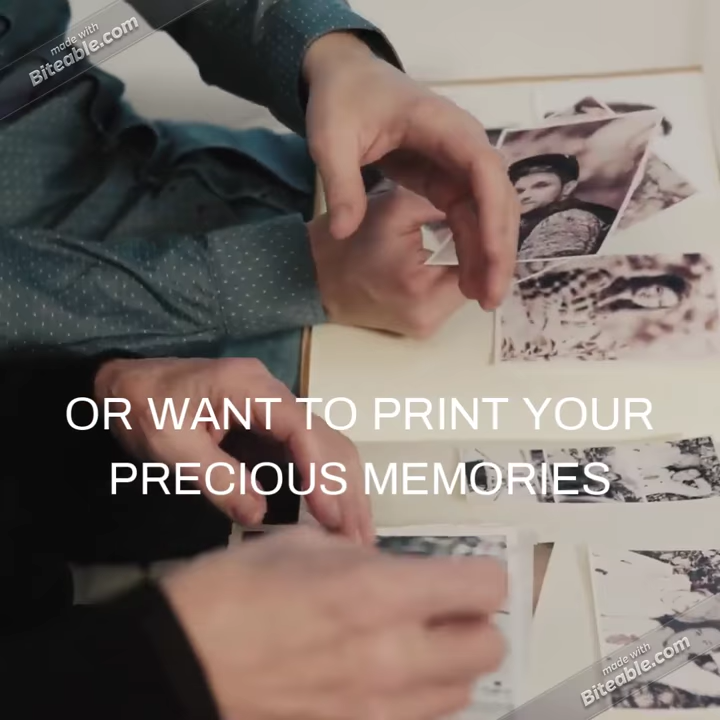 made with
Biteable.com
OR WANT TO PRINT YOUR
PRECIOUS MEMORIES
made with
Biteable.com